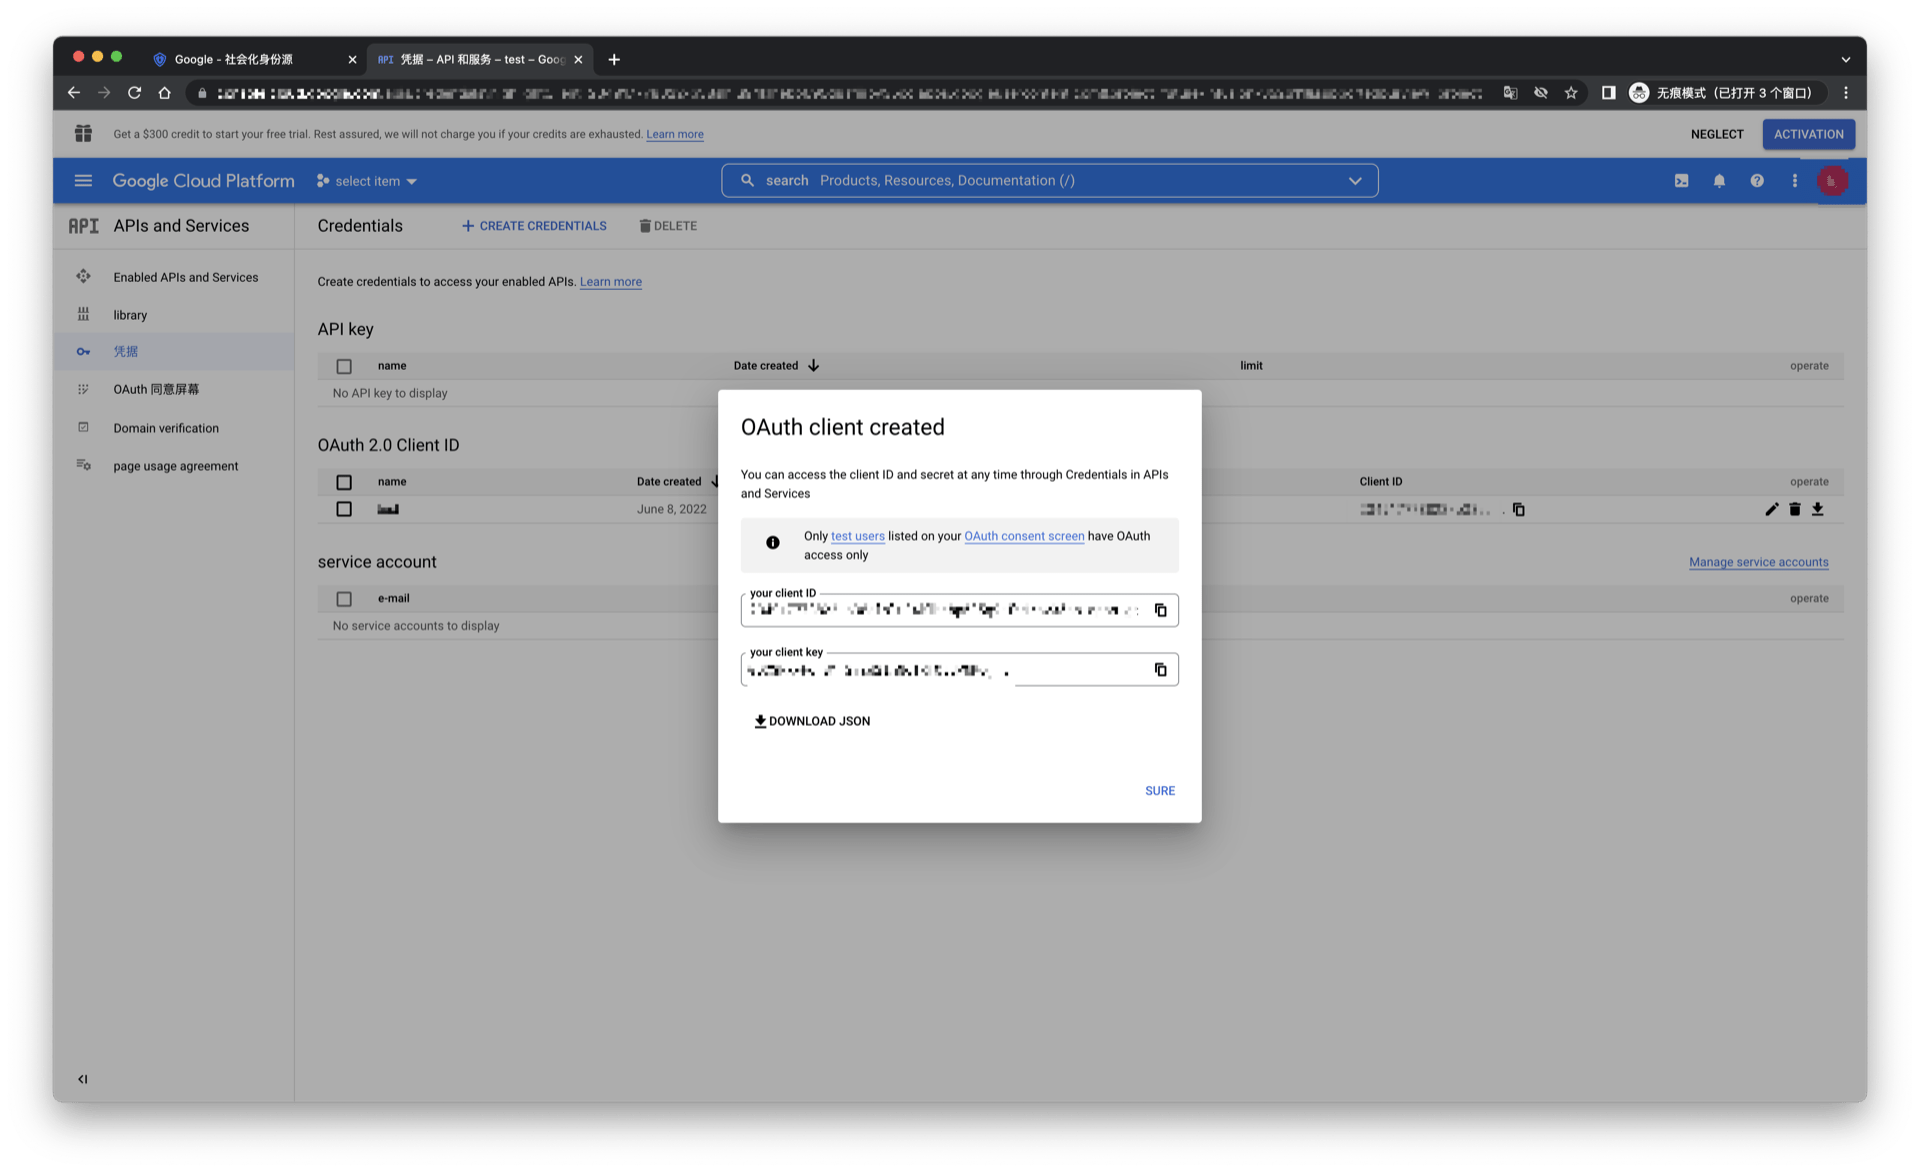 Google - 社会化身份源
API 凭据 – API 和服务 – test – Goog
无痕模式（已打开 3 个窗口）
Get a $300 credit to start your free trial. Rest assured, we will not charge you if your credits are exhausted. Learn more
NEGLECT
ACTIVATION
Google Cloud Platform
select item
search Products, Resources, Documentation (/)
API APIs and Services
Credentials
CREATE CREDENTIALS
DELETE
Enabled APIs and Services
library
凭据
OAuth 同意屏幕
Domain verification
page usage agreement
Create credentials to access your enabled APIs. Learn more
API key
name
Date created
limit
operate
No API key to display
OAuth 2.0 Client ID
name
Date created
Client ID
operate
June 8, 2022
service account
Manage service accounts
e-mail
operate
No service accounts to display
OAuth client created
You can access the client ID and secret at any time through Credentials in APIs
and Services
Only test users listed on your OAuth consent screen have OAuth
access only
your client ID
your client key
DOWNLOAD JSON
SURE